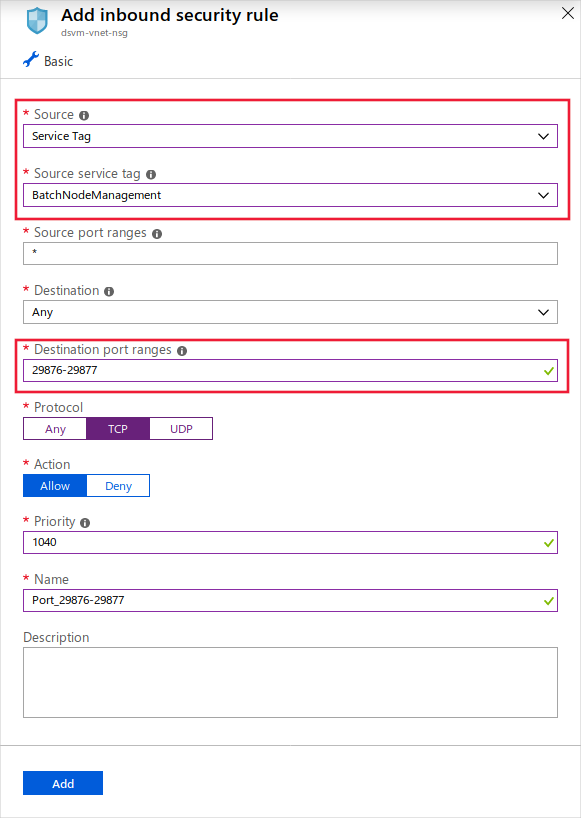 Add inbound security rule
dsvm-vnet-nsg
Basic
* Source
Service Tag
* Source service tag
BatchNodeManagement
* Source port ranges
*
* Destination
Any
* Destination port ranges
29876-29877
* Protocol
Any TCP UDP
* Action
Allow Deny
* Priority
1040
* Name
Port_29876-29877
Description
Add